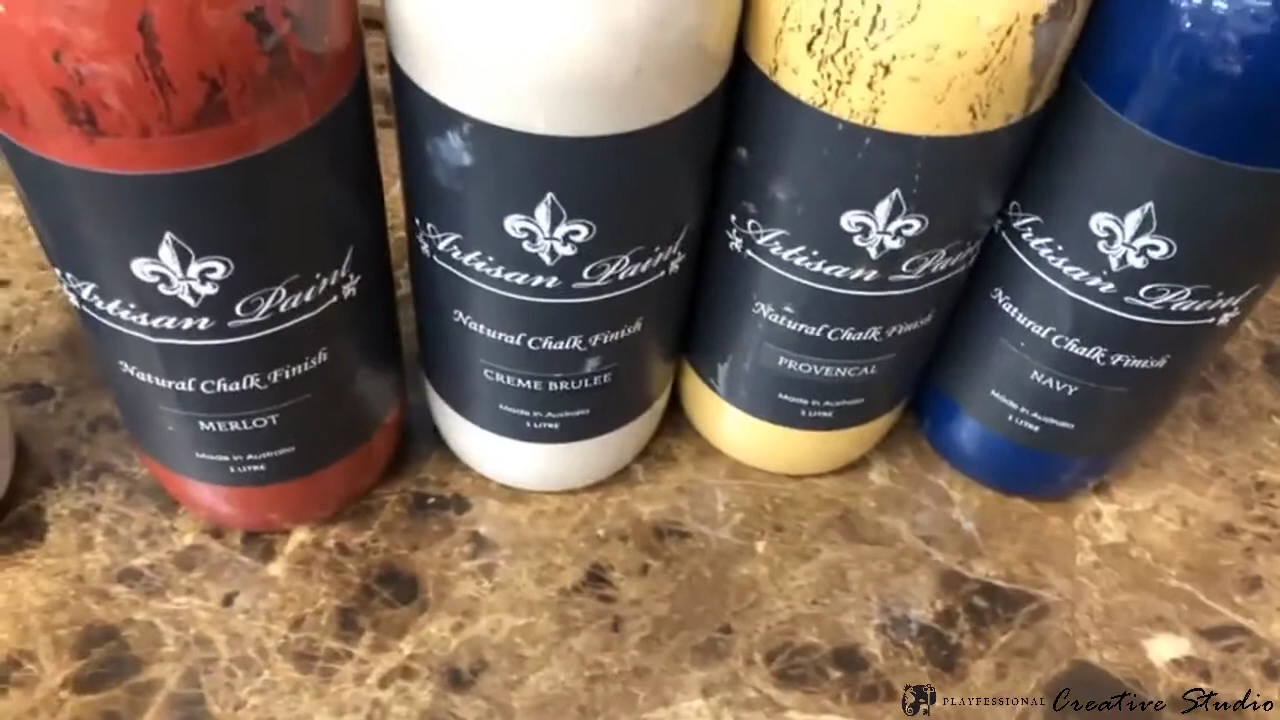 Artisan Paint
Natural Chalk Finish
MERLOT
Made in Australia
1 LITRE
Artisan Paint
Natural Chalk Finish
CREME BRULEE
Made in Australia
1 LITRE
Artisan Paint
Natural Chalk Finish
PROVENCAL
Made in Australia
1 LITRE
Artisan Paint
Natural Chalk Finish
NAVY
Made in Australia
1 LITRE
PLAYFESSIONAL Creative Studio